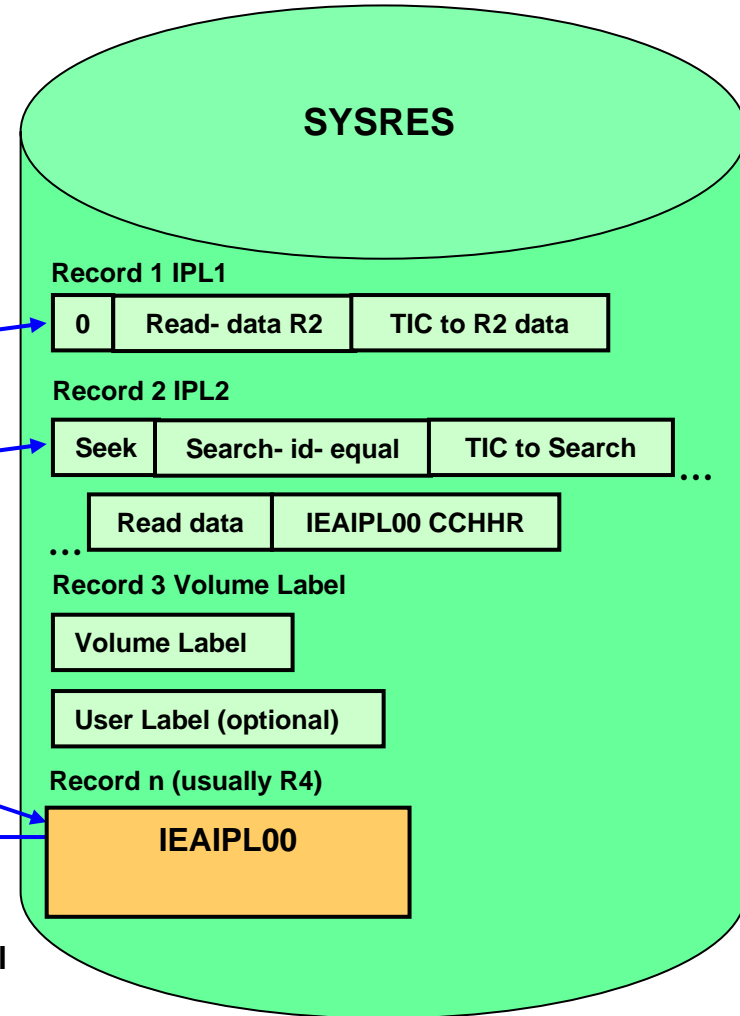 SYSRES
Record 1 IPL1
0 Read- data R2 TIC to R2 data
Record 2 IPL2
Seek Search- id- equal TIC to Search ...
... Read data IEAIPL00 CCHHR
Record 3 Volume Label
Volume Label
User Label (optional)
Record n (usually R4)
IEAIPL00